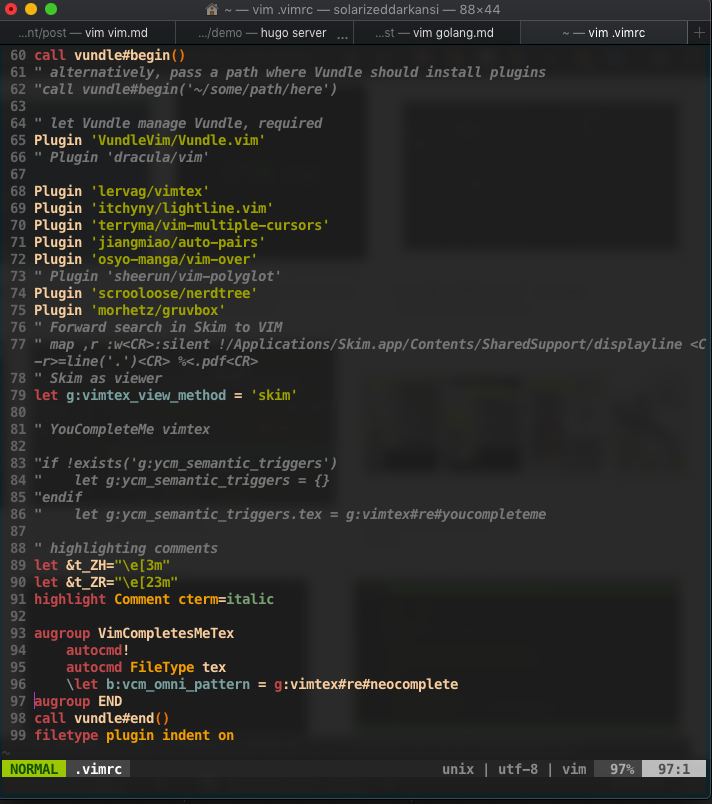 ~ — vim .vimrc — solarizeddarkansi — 88×44
...nt/post — vim vim.md
.../demo — hugo server ...
...st — vim golang.md
~ — vim .vimrc
60 call vundle#begin()
61 " alternatively, pass a path where Vundle should install plugins
62 "call vundle#begin('~/some/path/here')
63
64 " let Vundle manage Vundle, required
65 Plugin 'VundleVim/Vundle.vim'
66 " Plugin 'dracula/vim'
67
68 Plugin 'lervag/vimtex'
69 Plugin 'itchyny/lightline.vim'
70 Plugin 'terryma/vim-multiple-cursors'
71 Plugin 'jiangmiao/auto-pairs'
72 Plugin 'osyo-manga/vim-over'
73 " Plugin 'sheerun/vim-polyglot'
74 Plugin 'scrooloose/nerdtree'
75 Plugin 'morhetz/gruvbox'
76 " Forward search in Skim to VIM
77 " map ,r :w<CR>:silent !/Applications/Skim.app/Contents/SharedSupport/displayline <C
-r>=line('.')<CR> %<.pdf<CR>
78 " Skim as viewer
79 let g:vimtex_view_method = 'skim'
80
81 " YouCompleteMe vimtex
82
83 "if !exists('g:ycm_semantic_triggers')
84 "    let g:ycm_semantic_triggers = {}
85 "endif
86 "    let g:ycm_semantic_triggers.tex = g:vimtex#re#youcompleteme
87
88 " highlighting comments
89 let &t_ZH="\e[3m"
90 let &t_ZR="\e[23m"
91 highlight Comment cterm=italic
92
93 augroup VimCompletesMeTex
94     autocmd!
95     autocmd FileType tex
96     \let b:vcm_omni_pattern = g:vimtex#re#neocomplete
97 augroup END
98 call vundle#end()
99 filetype plugin indent on
~
NORMAL .vimrc unix | utf-8 | vim 97% 97:1